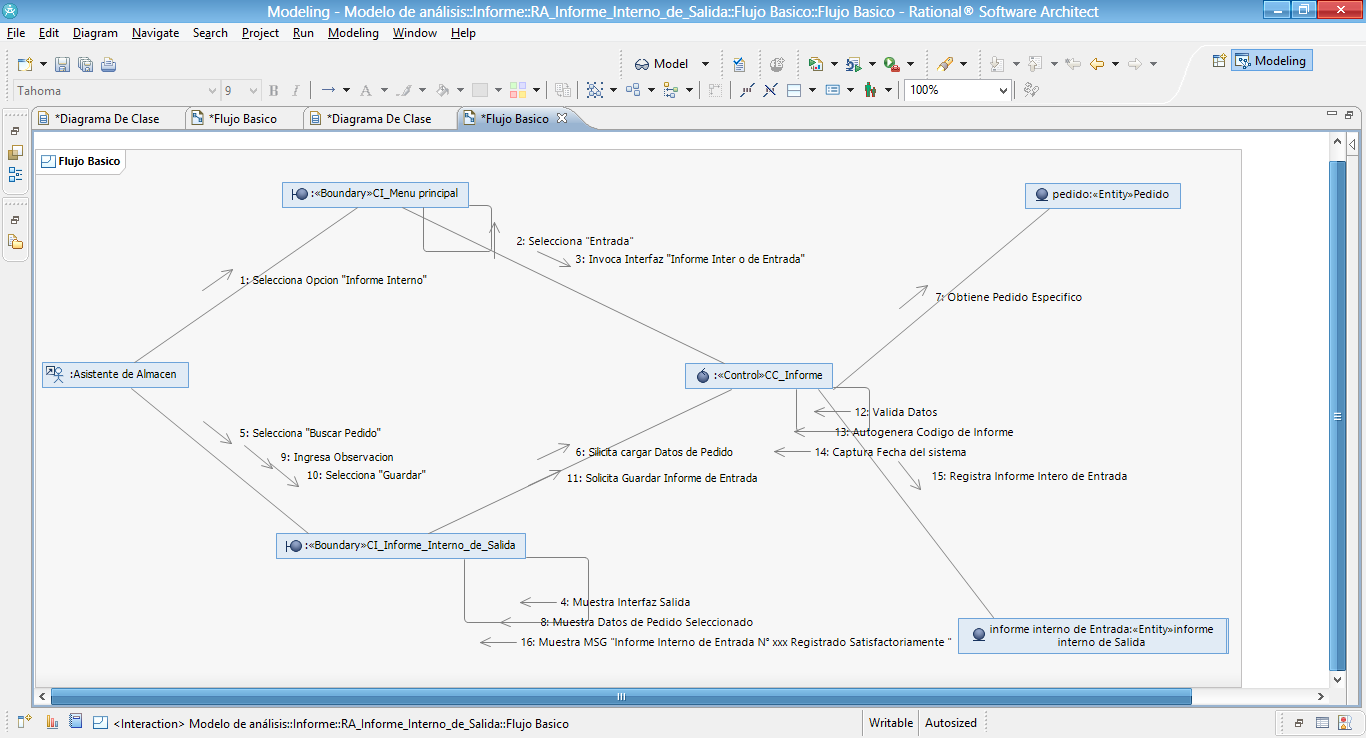 Modeling - Modelo de análisis::Informe::RA_Informe_Interno_de_Salida::Flujo Basico::Flujo Basico - Rational® Software Architect
File Edit Diagram Navigate Search Project Run Modeling Window Help
Model
Modeling
Tahoma 9 B I A 100%
*Diagrama De Clase
*Flujo Basico
*Diagrama De Clase
*Flujo Basico
Flujo Basico
:«Boundary»CI_Menu principal
pedido:«Entity»Pedido
2: Selecciona "Entrada"
3: Invoca Interfaz "Informe Inter o de Entrada"
1: Selecciona Opcion "Informe Interno"
7: Obtiene Pedido Especifico
:Asistente de Almacen
:«Control»CC_Informe
12: Valida Datos
5: Selecciona "Buscar Pedido"
13: Autogenera Codigo de Informe
9: Ingresa Observacion
6: Silicita cargar Datos de Pedido
14: Captura Fecha del sistema
10: Selecciona "Guardar"
11: Solicita Guardar Informe de Entrada
15: Registra Informe Intero de Entrada
:«Boundary»CI_Informe_Interno_de_Salida
4: Muestra Interfaz Salida
8: Muestra Datos de Pedido Seleccionado
16: Muestra MSG "Informe Interno de Entrada N° xxx Registrado Satisfactoriamente "
informe interno de Entrada:«Entity»informe
interno de Salida
<Interaction> Modelo de análisis::Informe::RA_Informe_Interno_de_Salida::Flujo Basico
Writable
Autosized